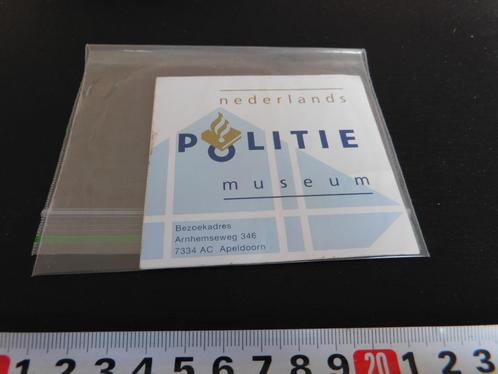 nederlands
POLITIE
museum
Bezoekadres
Arnhemseweg 346
7334 AC Apeldoorn
1 2 3 4 5 6 7 8 9 20 1 2 3